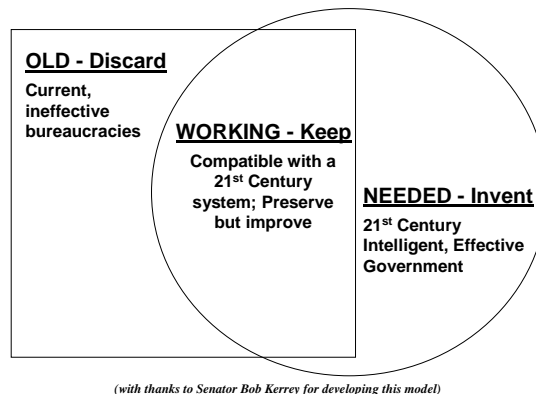 OLD - Discard
Current,
ineffective
bureaucracies
WORKING - Keep
Compatible with a
21st Century
system; Preserve
but improve
NEEDED - Invent
21st Century
Intelligent, Effective
Government
(with thanks to Senator Bob Kerrey for developing this model)